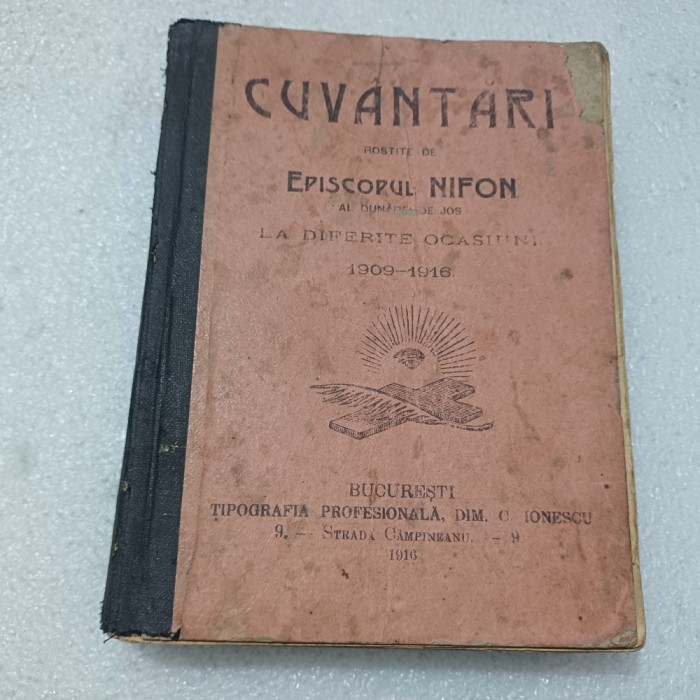 CUVÂNTĂRI
ROSTITE DE
EPISCOPUL NIFON
AL DUNĂREI DE JOS
LA DIFERITE OCASIUNI
1909-1916
BUCUREȘTI
TIPOGRAFIA PROFESIONALĂ, DIM. C. IONESCU
9. — STRADA CÂMPINEANU. — 9
1916